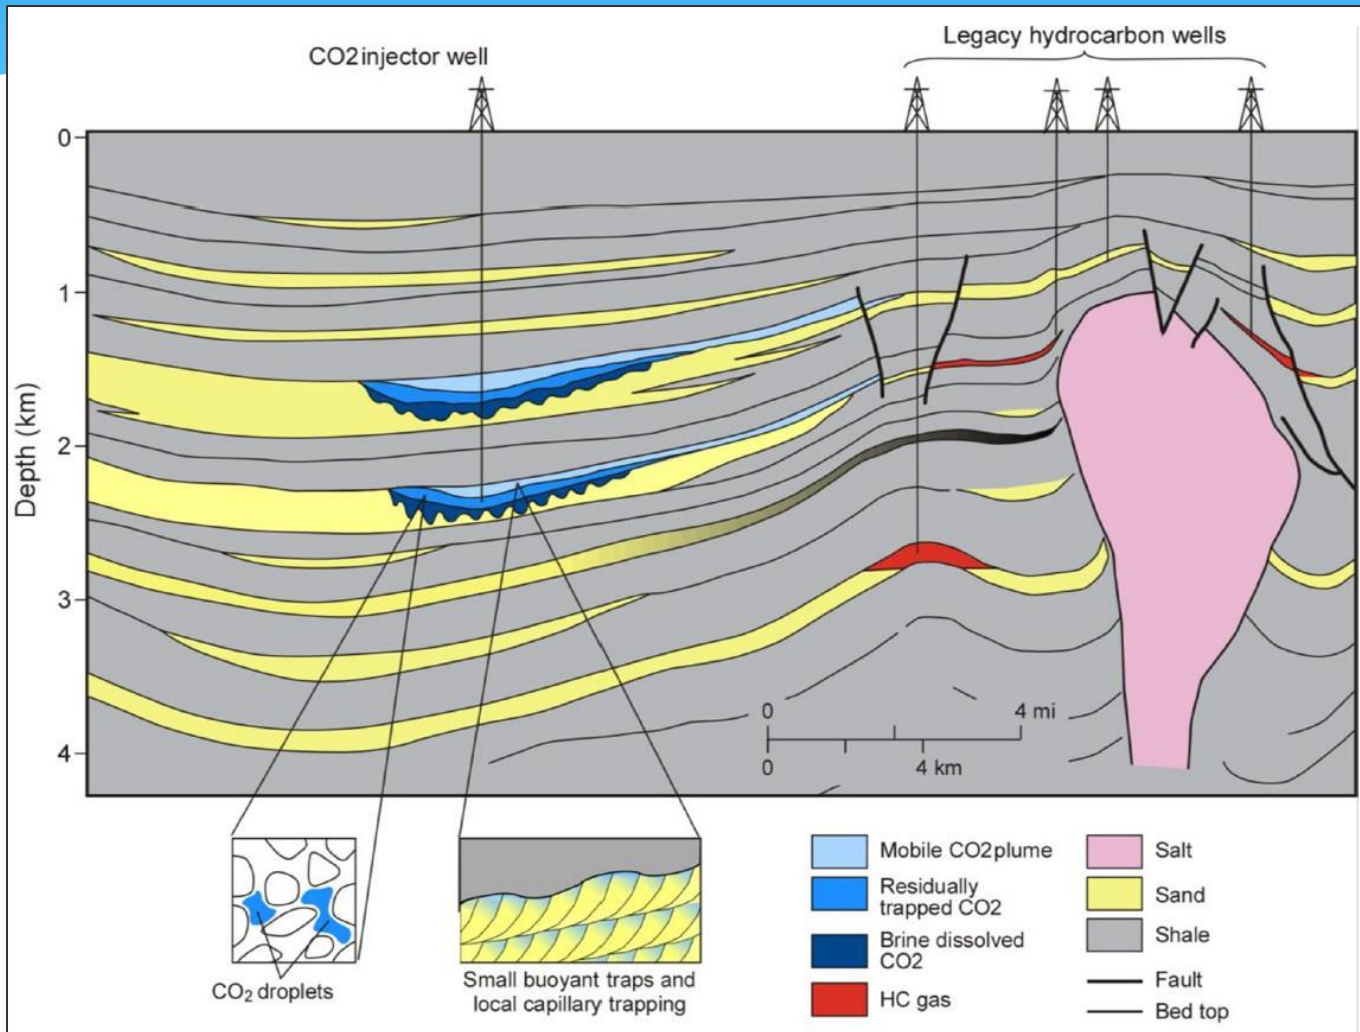 Legacy hydrocarbon wells
CO2 injector well
0
1
2
3
4
Depth (km)
0
4 mi
0
4 km
CO2 droplets
Small buoyant traps and
local capillary trapping
Mobile CO2 plume
Residually
trapped CO2
Brine dissolved
CO2
HC gas
Salt
Sand
Shale
Fault
Bed top